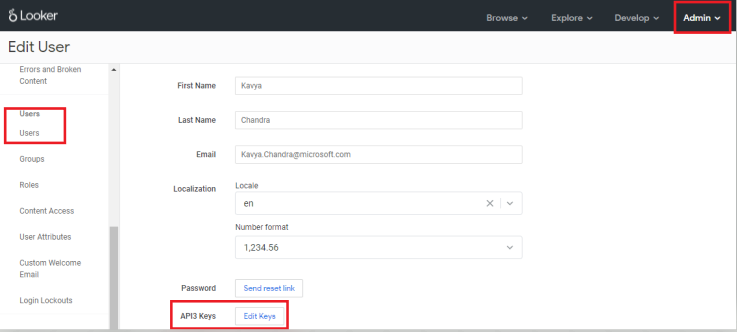 Looker
Browse
Explore
Develop
Admin
Edit User
Errors and Broken
Content
Users
Users
Groups
Roles
Content Access
User Attributes
Custom Welcome
Email
Login Lockouts
First Name
Kavya
Last Name
Chandra
Email
Kavya.Chandra@microsoft.com
Localization
Locale
en
Number format
1,234.56
Password
Send reset link
API3 Keys
Edit Keys